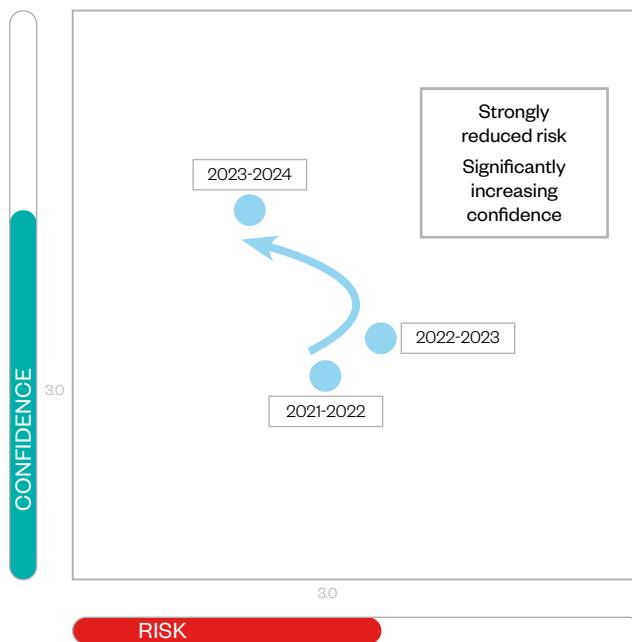 Strongly
reduced risk
Significantly
increasing
confidence
2023-2024
2022-2023
2021-2022
CONFIDENCE
3.0
3.0
RISK